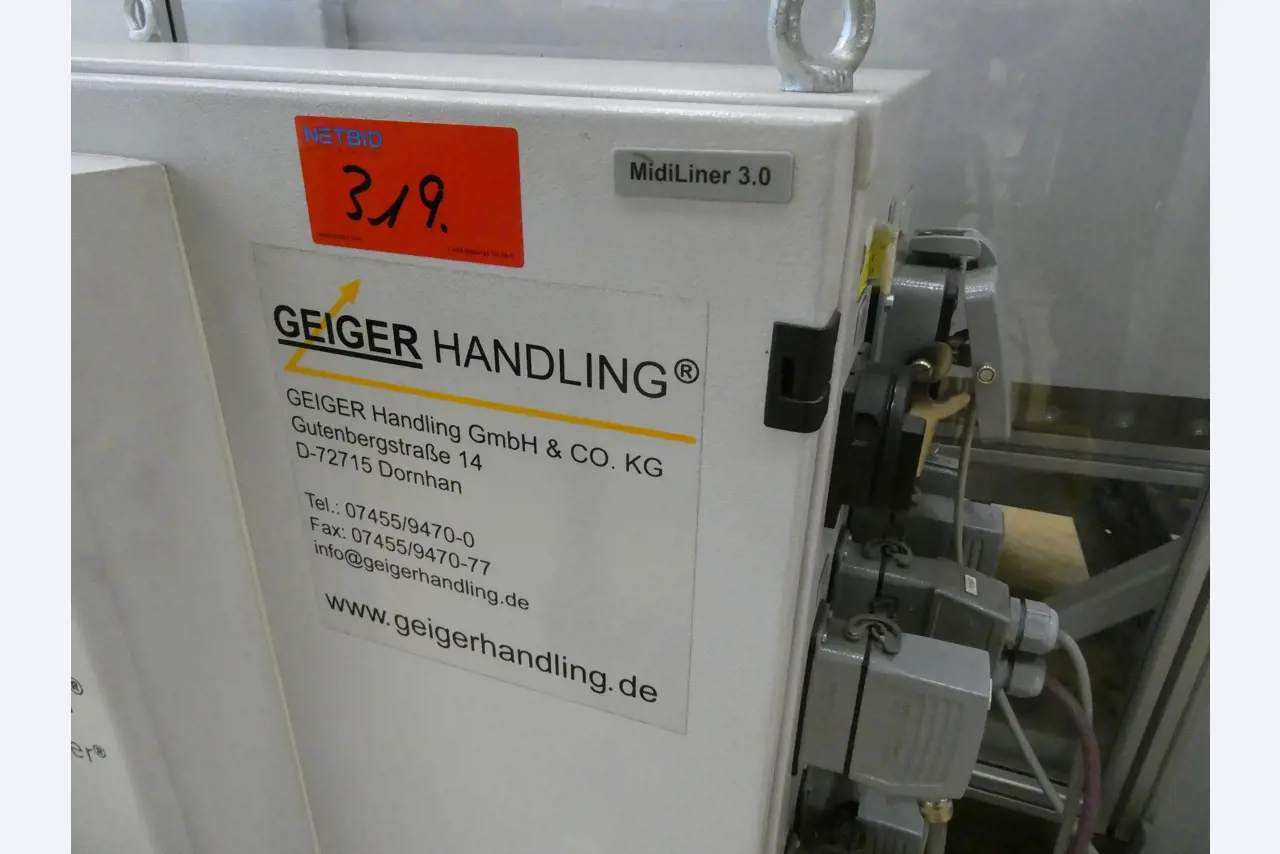 NETBID
319.
MidiLiner 3.0
GEIGER HANDLING®
GEIGER Handling GmbH & CO. KG
Gutenbergstraße 14
D-72715 Dornhan
Tel.: 07455/9470-0
Fax: 07455/9470-77
info@geigerhandling.de
www.geigerhandling.de
®
er®